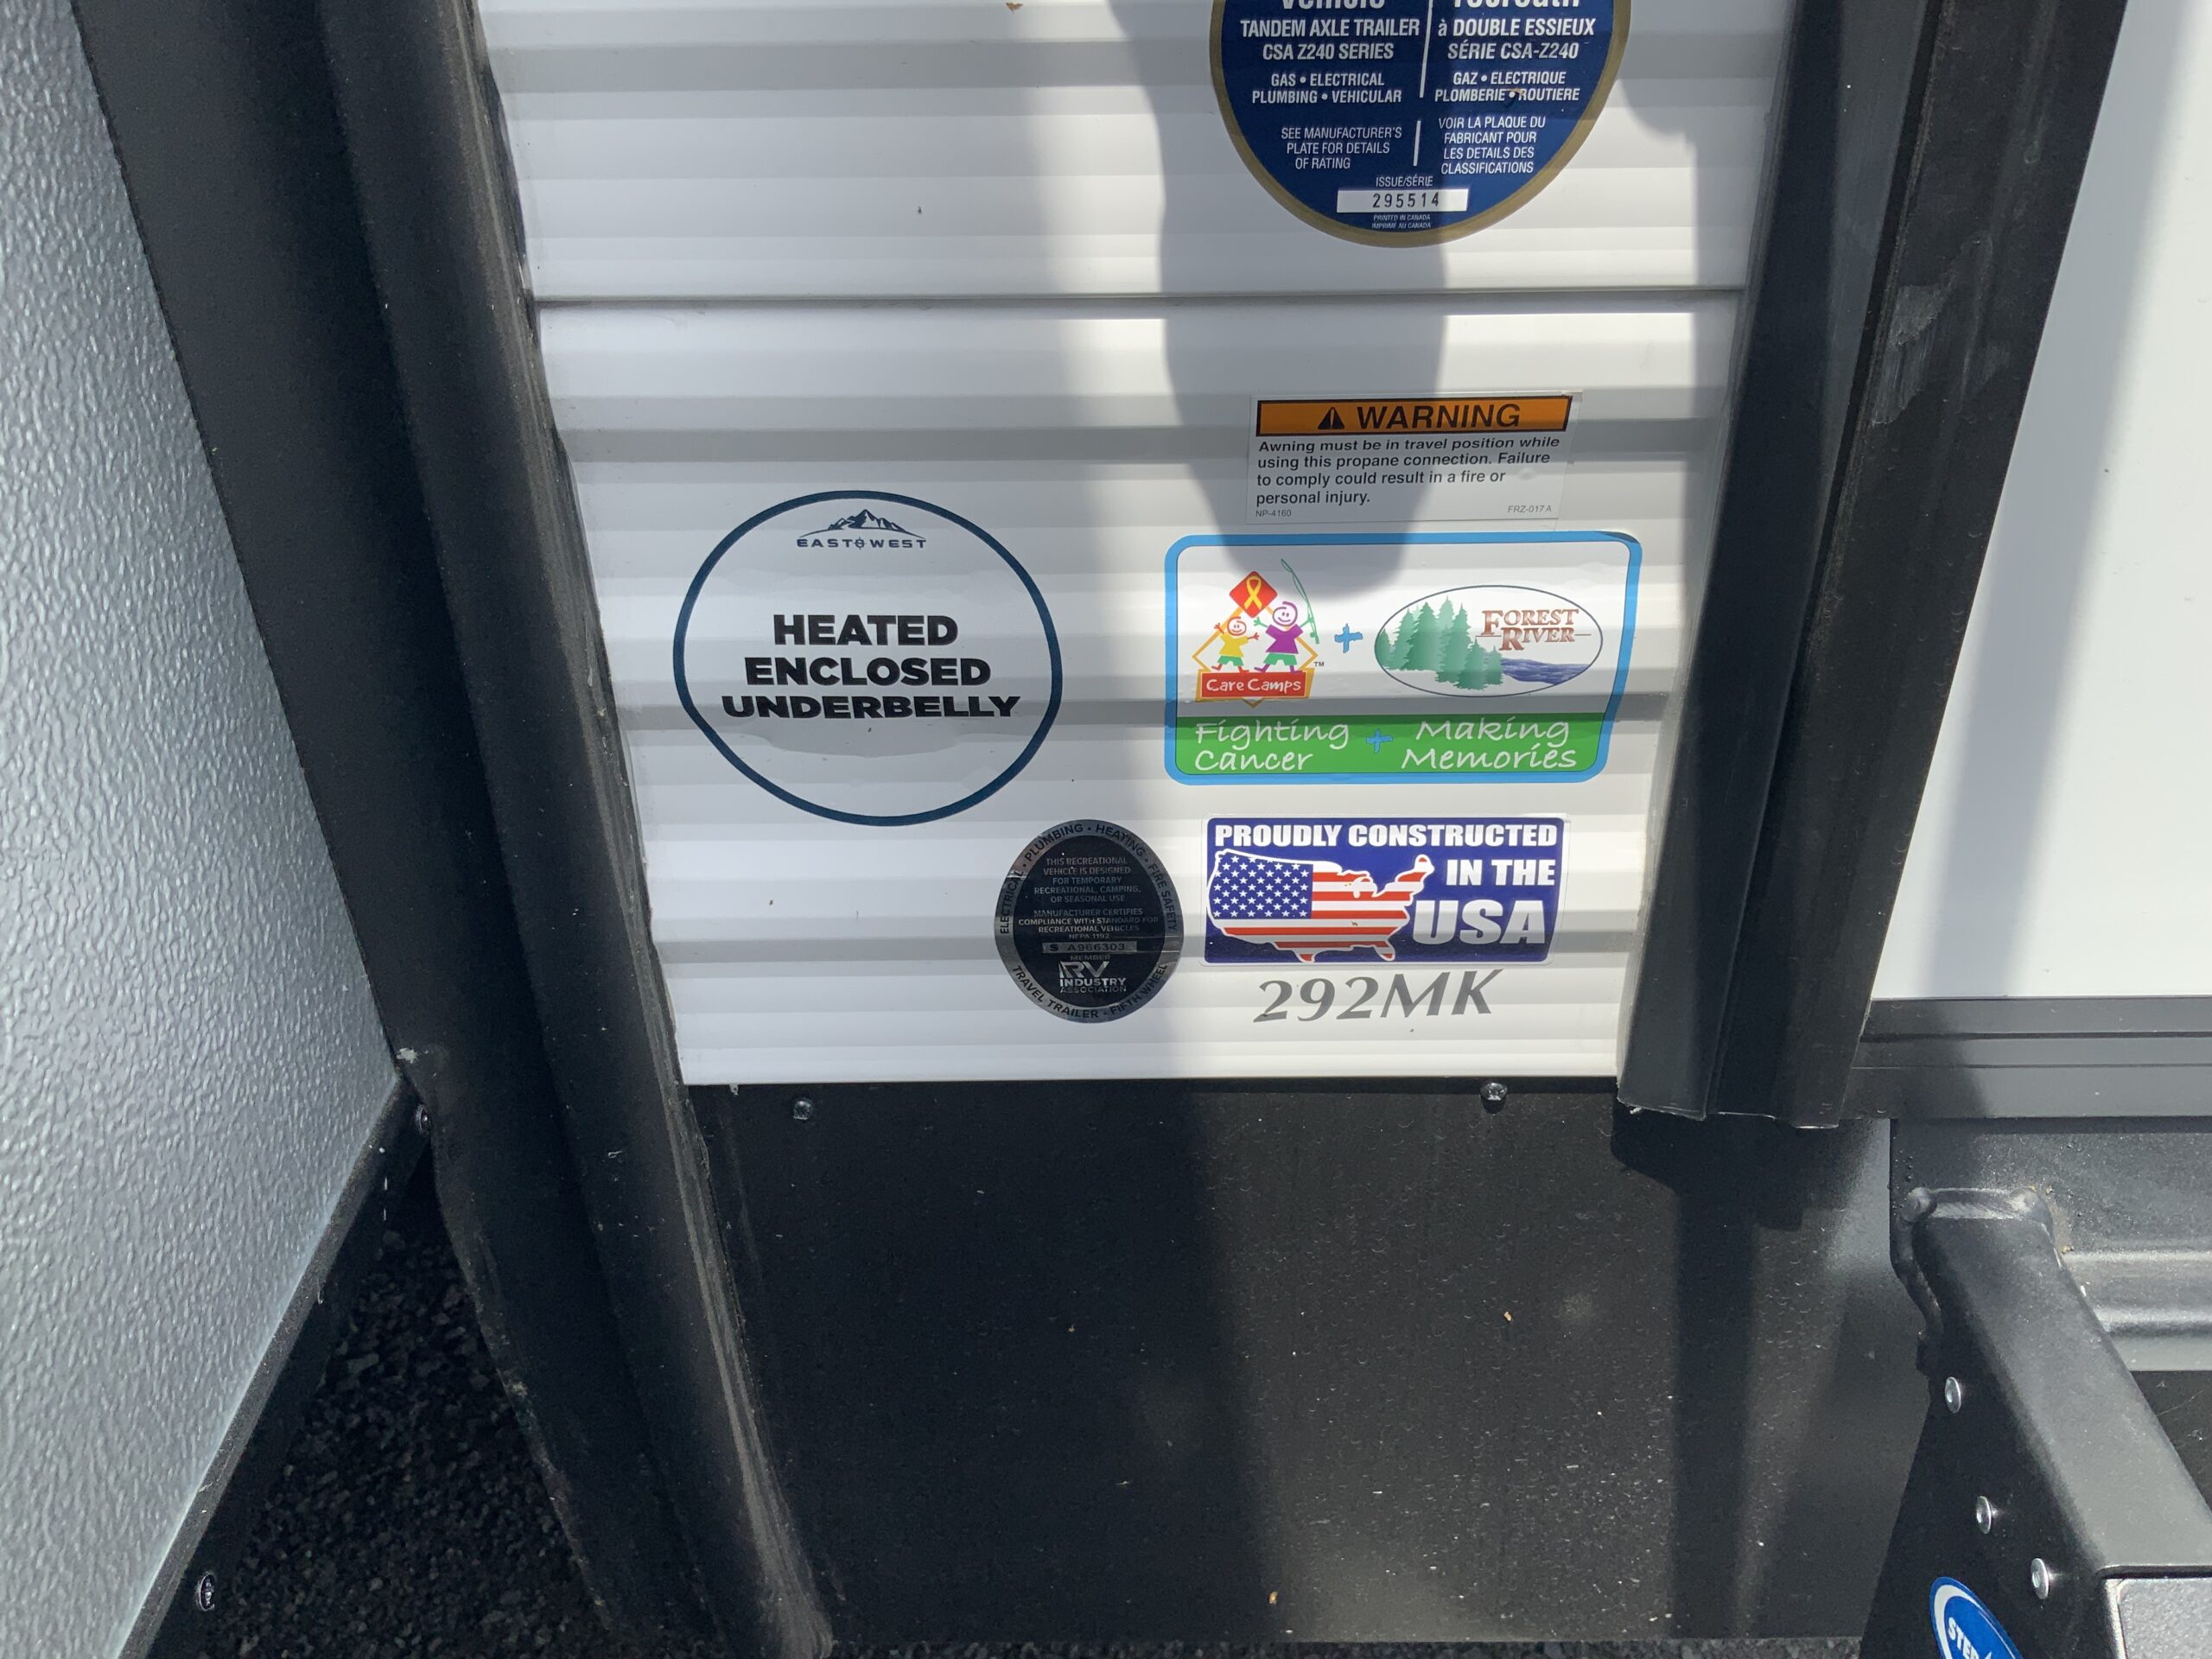 TANDEM AXLE TRAILER
CSA Z240 SERIES
GAS • ELECTRICAL
PLUMBING • VEHICULAR
SEE MANUFACTURER'S
PLATE FOR DETAILS
OF RATING
à DOUBLE ESSIEUX
SÉRIE CSA-Z240
GAZ • ELECTRIQUE
PLOMBERIE • ROUTIERE
VOIR LA PLAQUE DU
FABRICANT POUR
LES DETAILS DES
CLASSIFICATIONS
ISSUE/SÉRIE
295514
PRINTED IN CANADA
IMPRIME AU CANADA
WARNING
Awning must be in travel position while
using this propane connection. Failure
to comply could result in a fire or
personal injury.
NP-4160 FRZ-017A
EAST WEST
HEATED
ENCLOSED
UNDERBELLY
Care Camps
TM
+
FOREST
RIVER
Fighting
Cancer
+
Making
Memories
ELECTRICAL • PLUMBING • HEATING • FIRE SAFETY
THIS RECREATIONAL
VEHICLE IS DESIGNED
FOR TEMPORARY
RECREATIONAL, CAMPING,
OR SEASONAL USE
MANUFACTURER CERTIFIES
COMPLIANCE WITH STANDARD FOR
RECREATIONAL VEHICLES
NFPA 1192
S A966303
MEMBER
RV
INDUSTRY
ASSOCIATION
TRAVEL TRAILER • FIFTH WHEEL
PROUDLY CONSTRUCTED
IN THE
USA
292MK